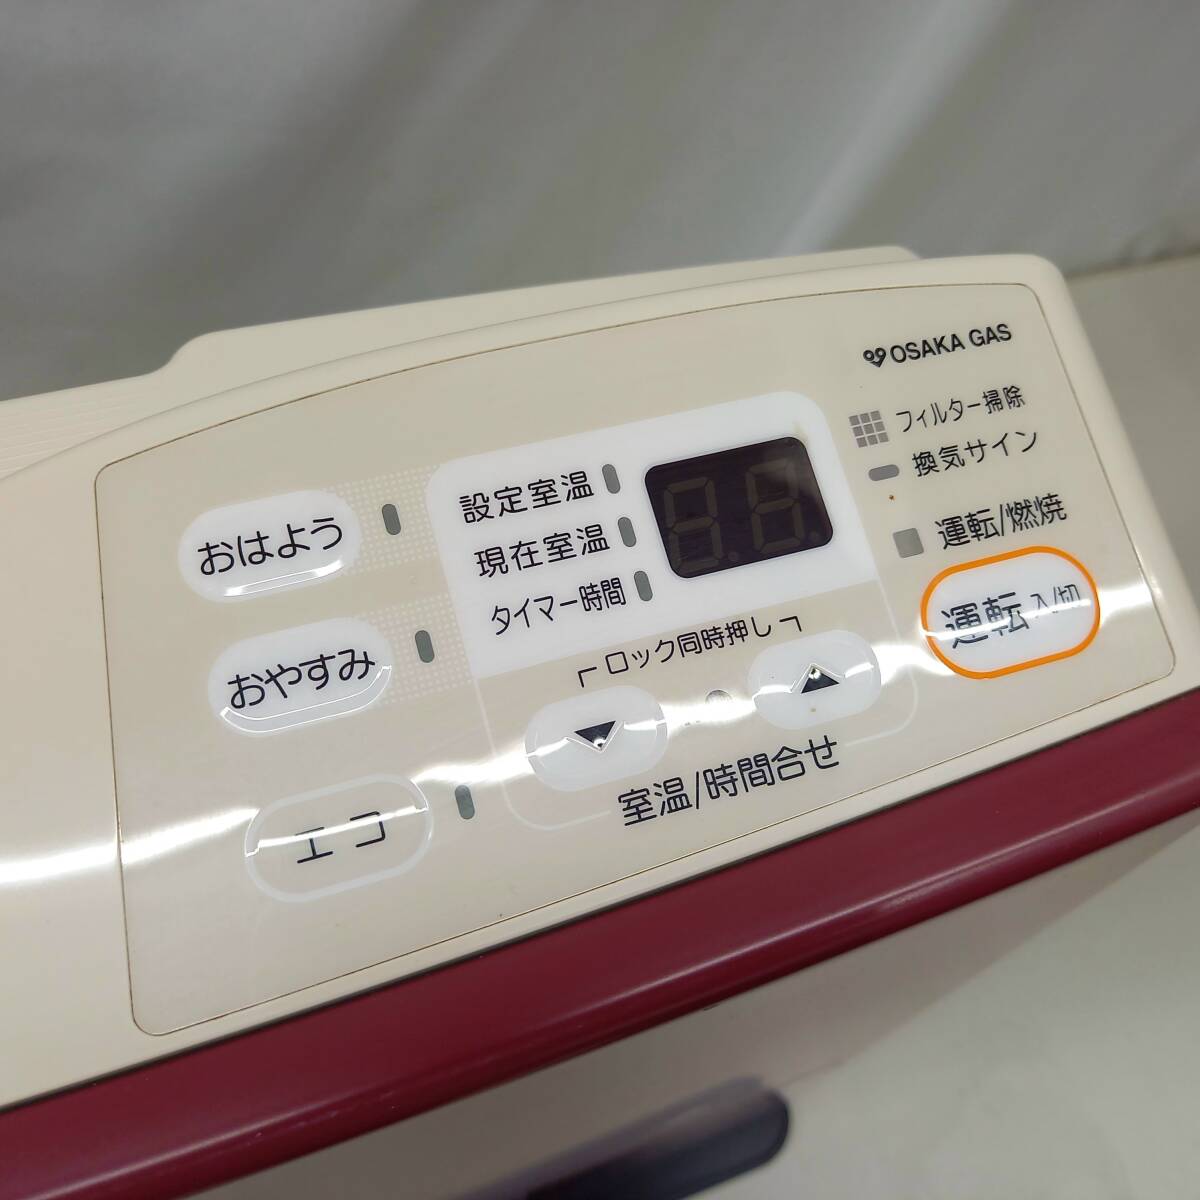 OSAKA GAS
フィルター掃除
換気サイン
運転/燃焼
運転 入/切
設定室温
現在室温
タイマー時間
ロック同時押し
▼
▲
室温/時間合せ
おはよう
おやすみ
エコ